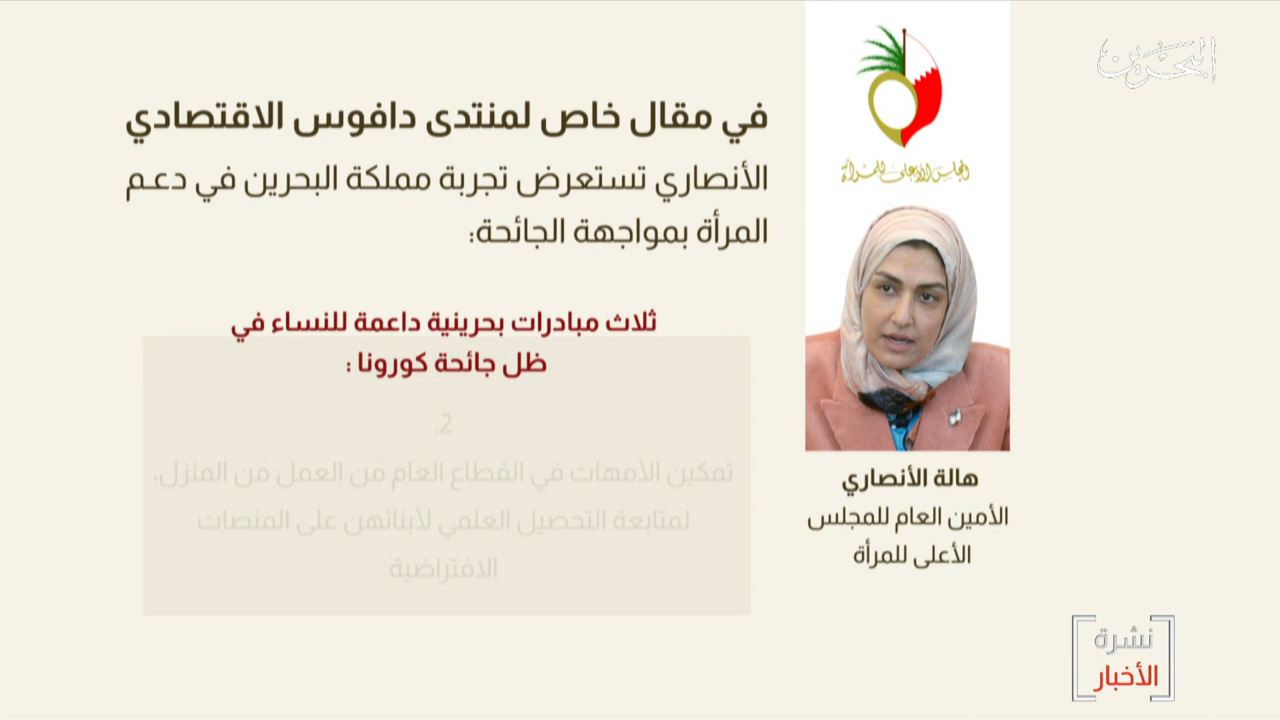 البحرين
في مقال خاص لمنتدى دافوس الاقتصادي
الأنصاري تستعرض تجربة مملكة البحرين في دعم
المرأة بمواجهة الجائحة:
ثلاث مبادرات بحرينية داعمة للنساء في
ظل جائحة كورونا :
2.
تمكين الأمهات في القطاع العام من العمل من المنزل،
لمتابعة التحصيل العلمي لأبنائهن على المنصات
الافتراضية
المجلس الأعلى للمرأة
هالة الأنصاري
الأمين العام للمجلس
الأعلى للمرأة
نشرة
الأخبار